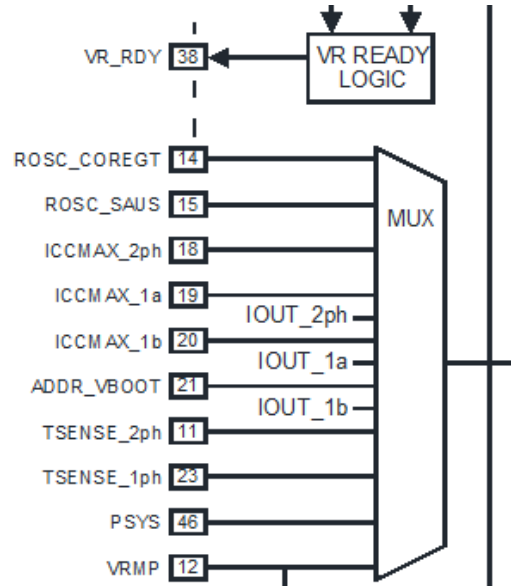 VR_RDY 38
VR READY
LOGIC
ROSC_COREGT 14
ROSC_SAUS 15
MUX
ICCMAX_2ph 18
ICCMAX_1a 19
IOUT_2ph
ICCMAX_1b 20
IOUT_1a
ADDR_VBOOT 21
IOUT_1b
TSENSE_2ph 11
TSENSE_1ph 23
PSYS 46
VRMP 12